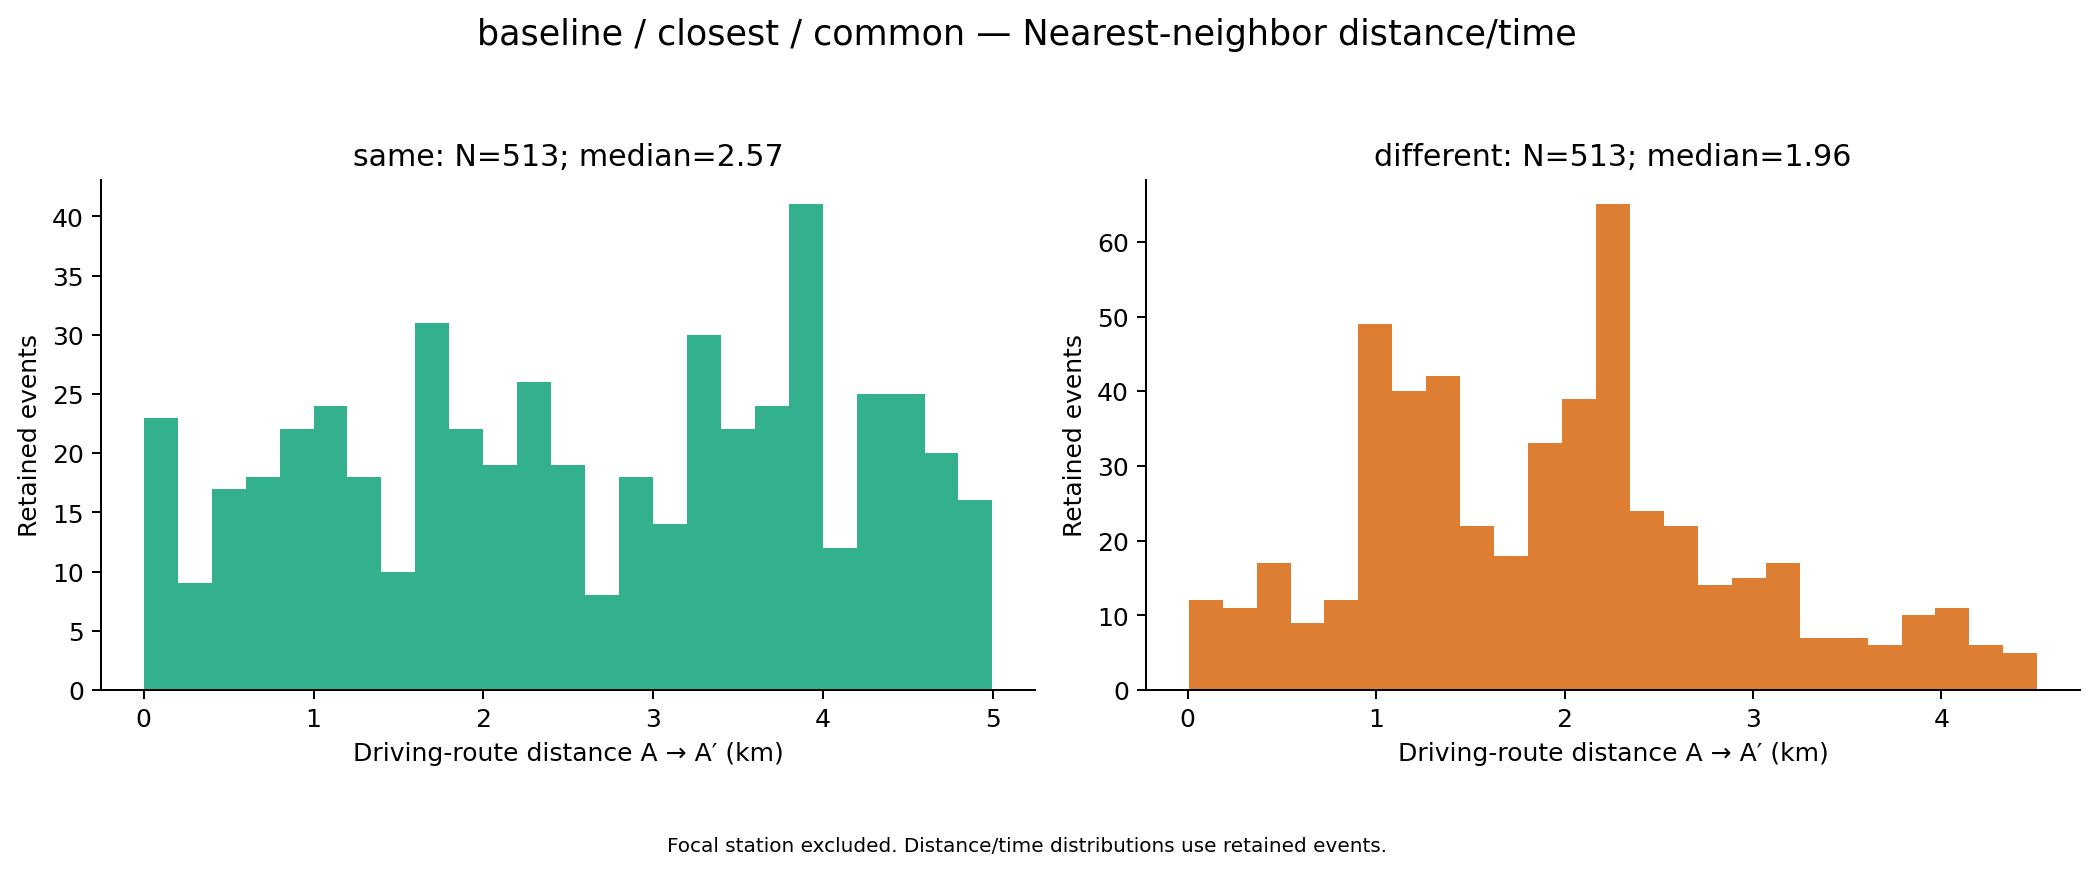 baseline / closest / common — Nearest-neighbor distance/time
same: N=513; median=2.57
Retained events
40
35
30
25
20
15
10
5
0
0 1 2 3 4 5
Driving-route distance A → A′ (km)
different: N=513; median=1.96
Retained events
60
50
40
30
20
10
0
0 1 2 3 4
Driving-route distance A → A′ (km)
Focal station excluded. Distance/time distributions use retained events.